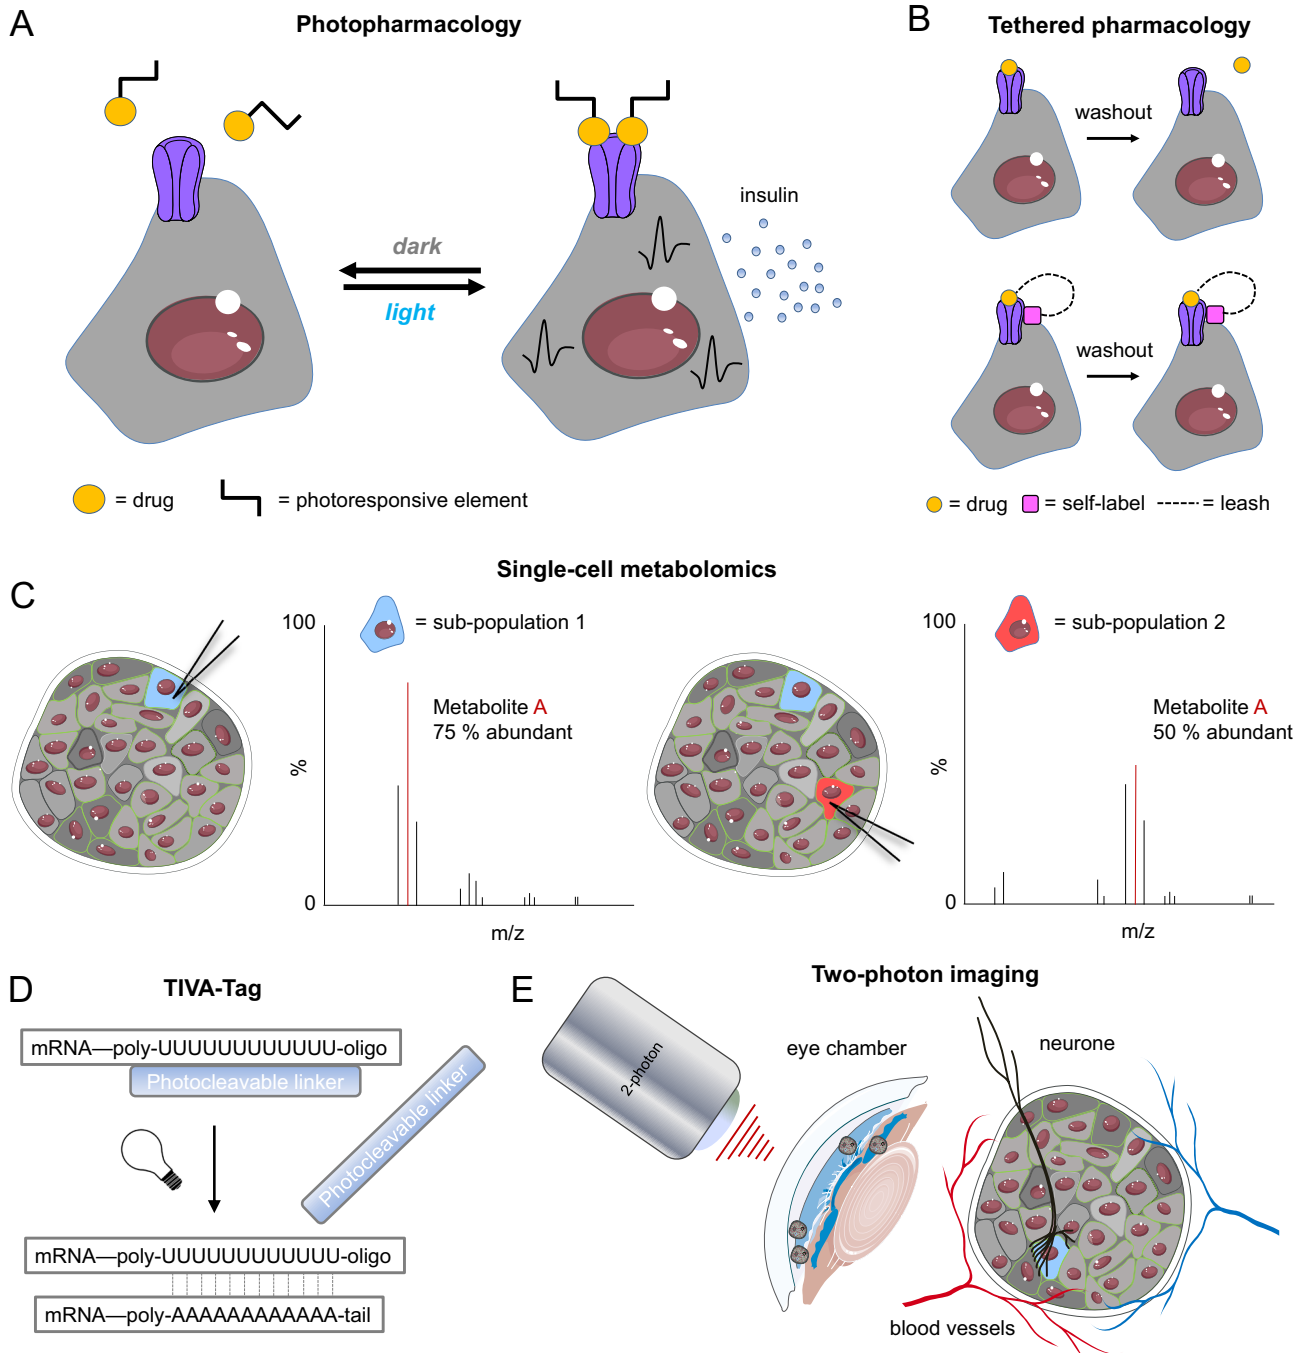 A
Photopharmacology
dark
light
insulin
= drug
= photoresponsive element
B
Tethered pharmacology
washout
washout
= drug
= self-label
= leash
C
Single-cell metabolomics
100
%
0
m/z
= sub-population 1
Metabolite A
75 % abundant
100
%
0
m/z
= sub-population 2
Metabolite A
50 % abundant
D
TIVA-Tag
mRNA—poly-UUUUUUUUUUUU-oligo
Photocleavable linker
Photocleavable linker
mRNA—poly-UUUUUUUUUUUU-oligo
mRNA—poly-AAAAAAAAAAAA-tail
E
Two-photon imaging
2-photon
eye chamber
neurone
blood vessels